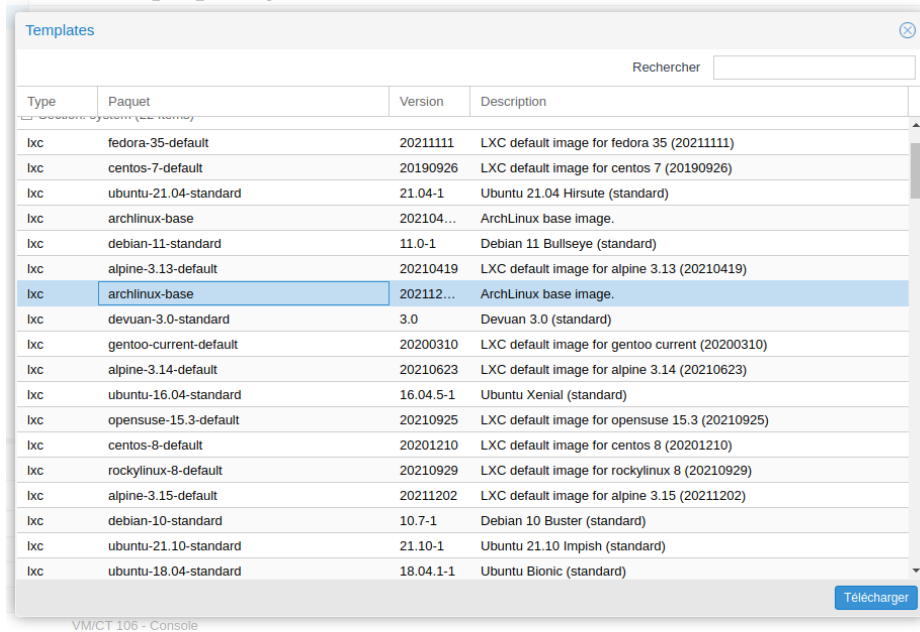 Templates
Rechercher
Type Paquet Version Description
Section: system (22 Items)
lxc fedora-35-default 20211111 LXC default image for fedora 35 (20211111)
lxc centos-7-default 20190926 LXC default image for centos 7 (20190926)
lxc ubuntu-21.04-standard 21.04-1 Ubuntu 21.04 Hirsute (standard)
lxc archlinux-base 202104... ArchLinux base image.
lxc debian-11-standard 11.0-1 Debian 11 Bullseye (standard)
lxc alpine-3.13-default 20210419 LXC default image for alpine 3.13 (20210419)
lxc archlinux-base 202112... ArchLinux base image.
lxc devuan-3.0-standard 3.0 Devuan 3.0 (standard)
lxc gentoo-current-default 20200310 LXC default image for gentoo current (20200310)
lxc alpine-3.14-default 20210623 LXC default image for alpine 3.14 (20210623)
lxc ubuntu-16.04-standard 16.04.5-1 Ubuntu Xenial (standard)
lxc opensuse-15.3-default 20210925 LXC default image for opensuse 15.3 (20210925)
lxc centos-8-default 20201210 LXC default image for centos 8 (20201210)
lxc rockylinux-8-default 20210929 LXC default image for rockylinux 8 (20210929)
lxc alpine-3.15-default 20211202 LXC default image for alpine 3.15 (20211202)
lxc debian-10-standard 10.7-1 Debian 10 Buster (standard)
lxc ubuntu-21.10-standard 21.10-1 Ubuntu 21.10 Impish (standard)
lxc ubuntu-18.04-standard 18.04.1-1 Ubuntu Bionic (standard)
Télécharger
VM/CT 106 - Console